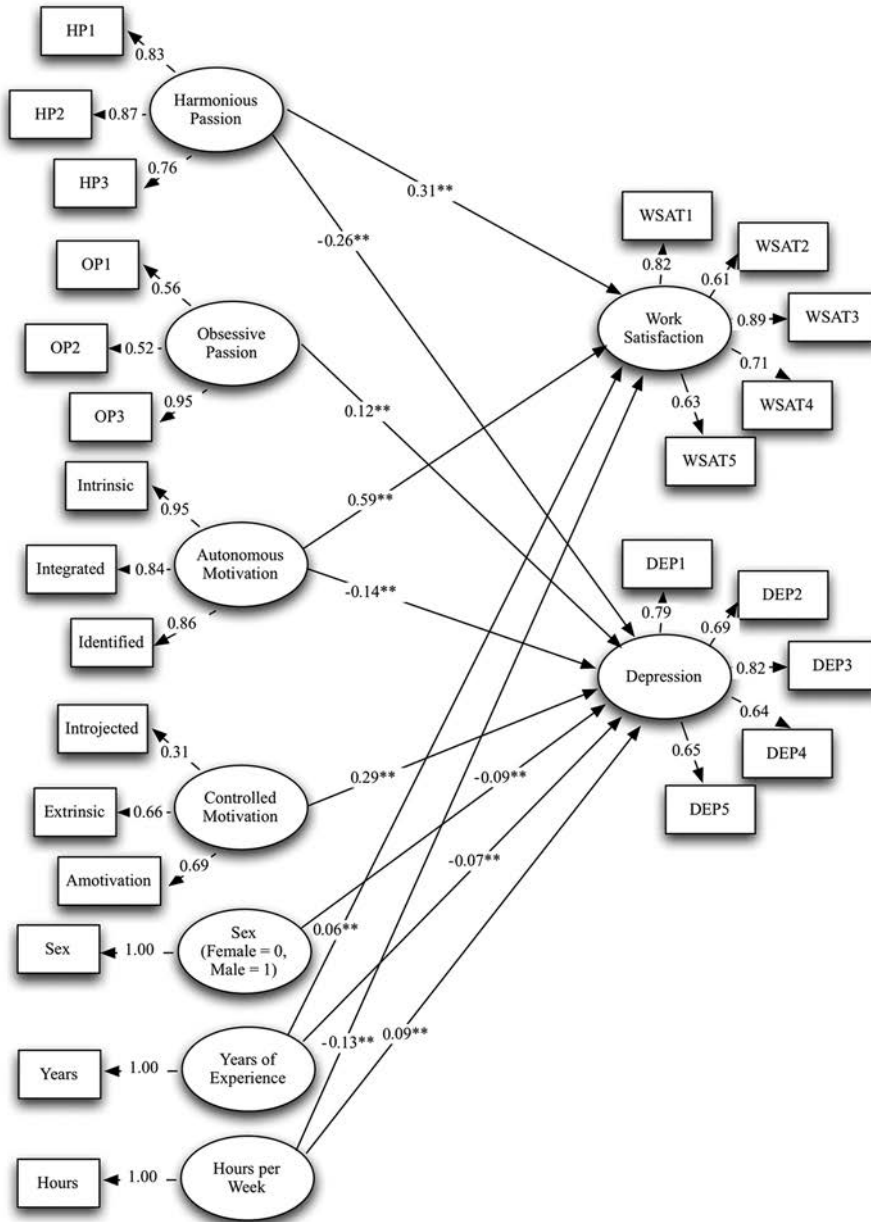 HP1
0.83
HP2
0.87
Harmonious
Passion
HP3
0.76
0.31**
-0.26**
OP1
0.56
OP2
0.52
Obsessive
Passion
OP3
0.95
0.12**
WSAT1
0.82
WSAT2
0.61
Work
Satisfaction
0.89
WSAT3
0.71
WSAT4
0.63
WSAT5
Intrinsic
0.95
Integrated
0.84
Autonomous
Motivation
Identified
0.86
0.59**
-0.14**
DEP1
0.79
DEP2
0.69
Depression
0.82
DEP3
0.64
DEP4
0.65
DEP5
Introjected
0.31
Extrinsic
0.66
Controlled
Motivation
Amotivation
0.69
0.29**
-0.09**
-0.07**
Sex
1.00
Sex
(Female = 0,
Male = 1)
0.06**
Years
1.00
Years of
Experience
-0.13**
0.09**
Hours
1.00
Hours per
Week